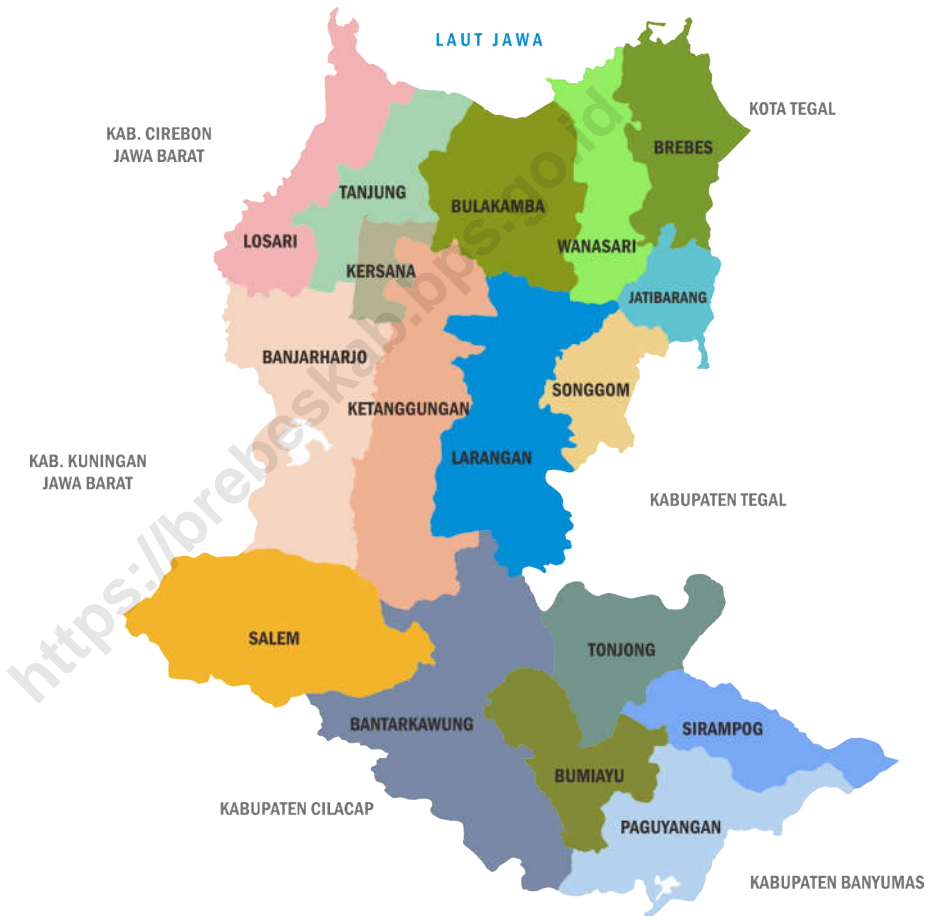 LAUT JAWA
KOTA TEGAL
KAB. CIREBON
JAWA BARAT
BREBES
TANJUNG
BULAKAMBA
LOSARI
WANASARI
KERSANA
JATIBARANG
BANJARHARJO
SONGGOM
KETANGGUNGAN
LARANGAN
KAB. KUNINGAN
JAWA BARAT
KABUPATEN TEGAL
SALEM
TONJONG
BANTARKAWUNG
SIRAMPOG
BUMIAYU
KABUPATEN CILACAP
PAGUYANGAN
KABUPATEN BANYUMAS
https://brebeskab.bps.go.id